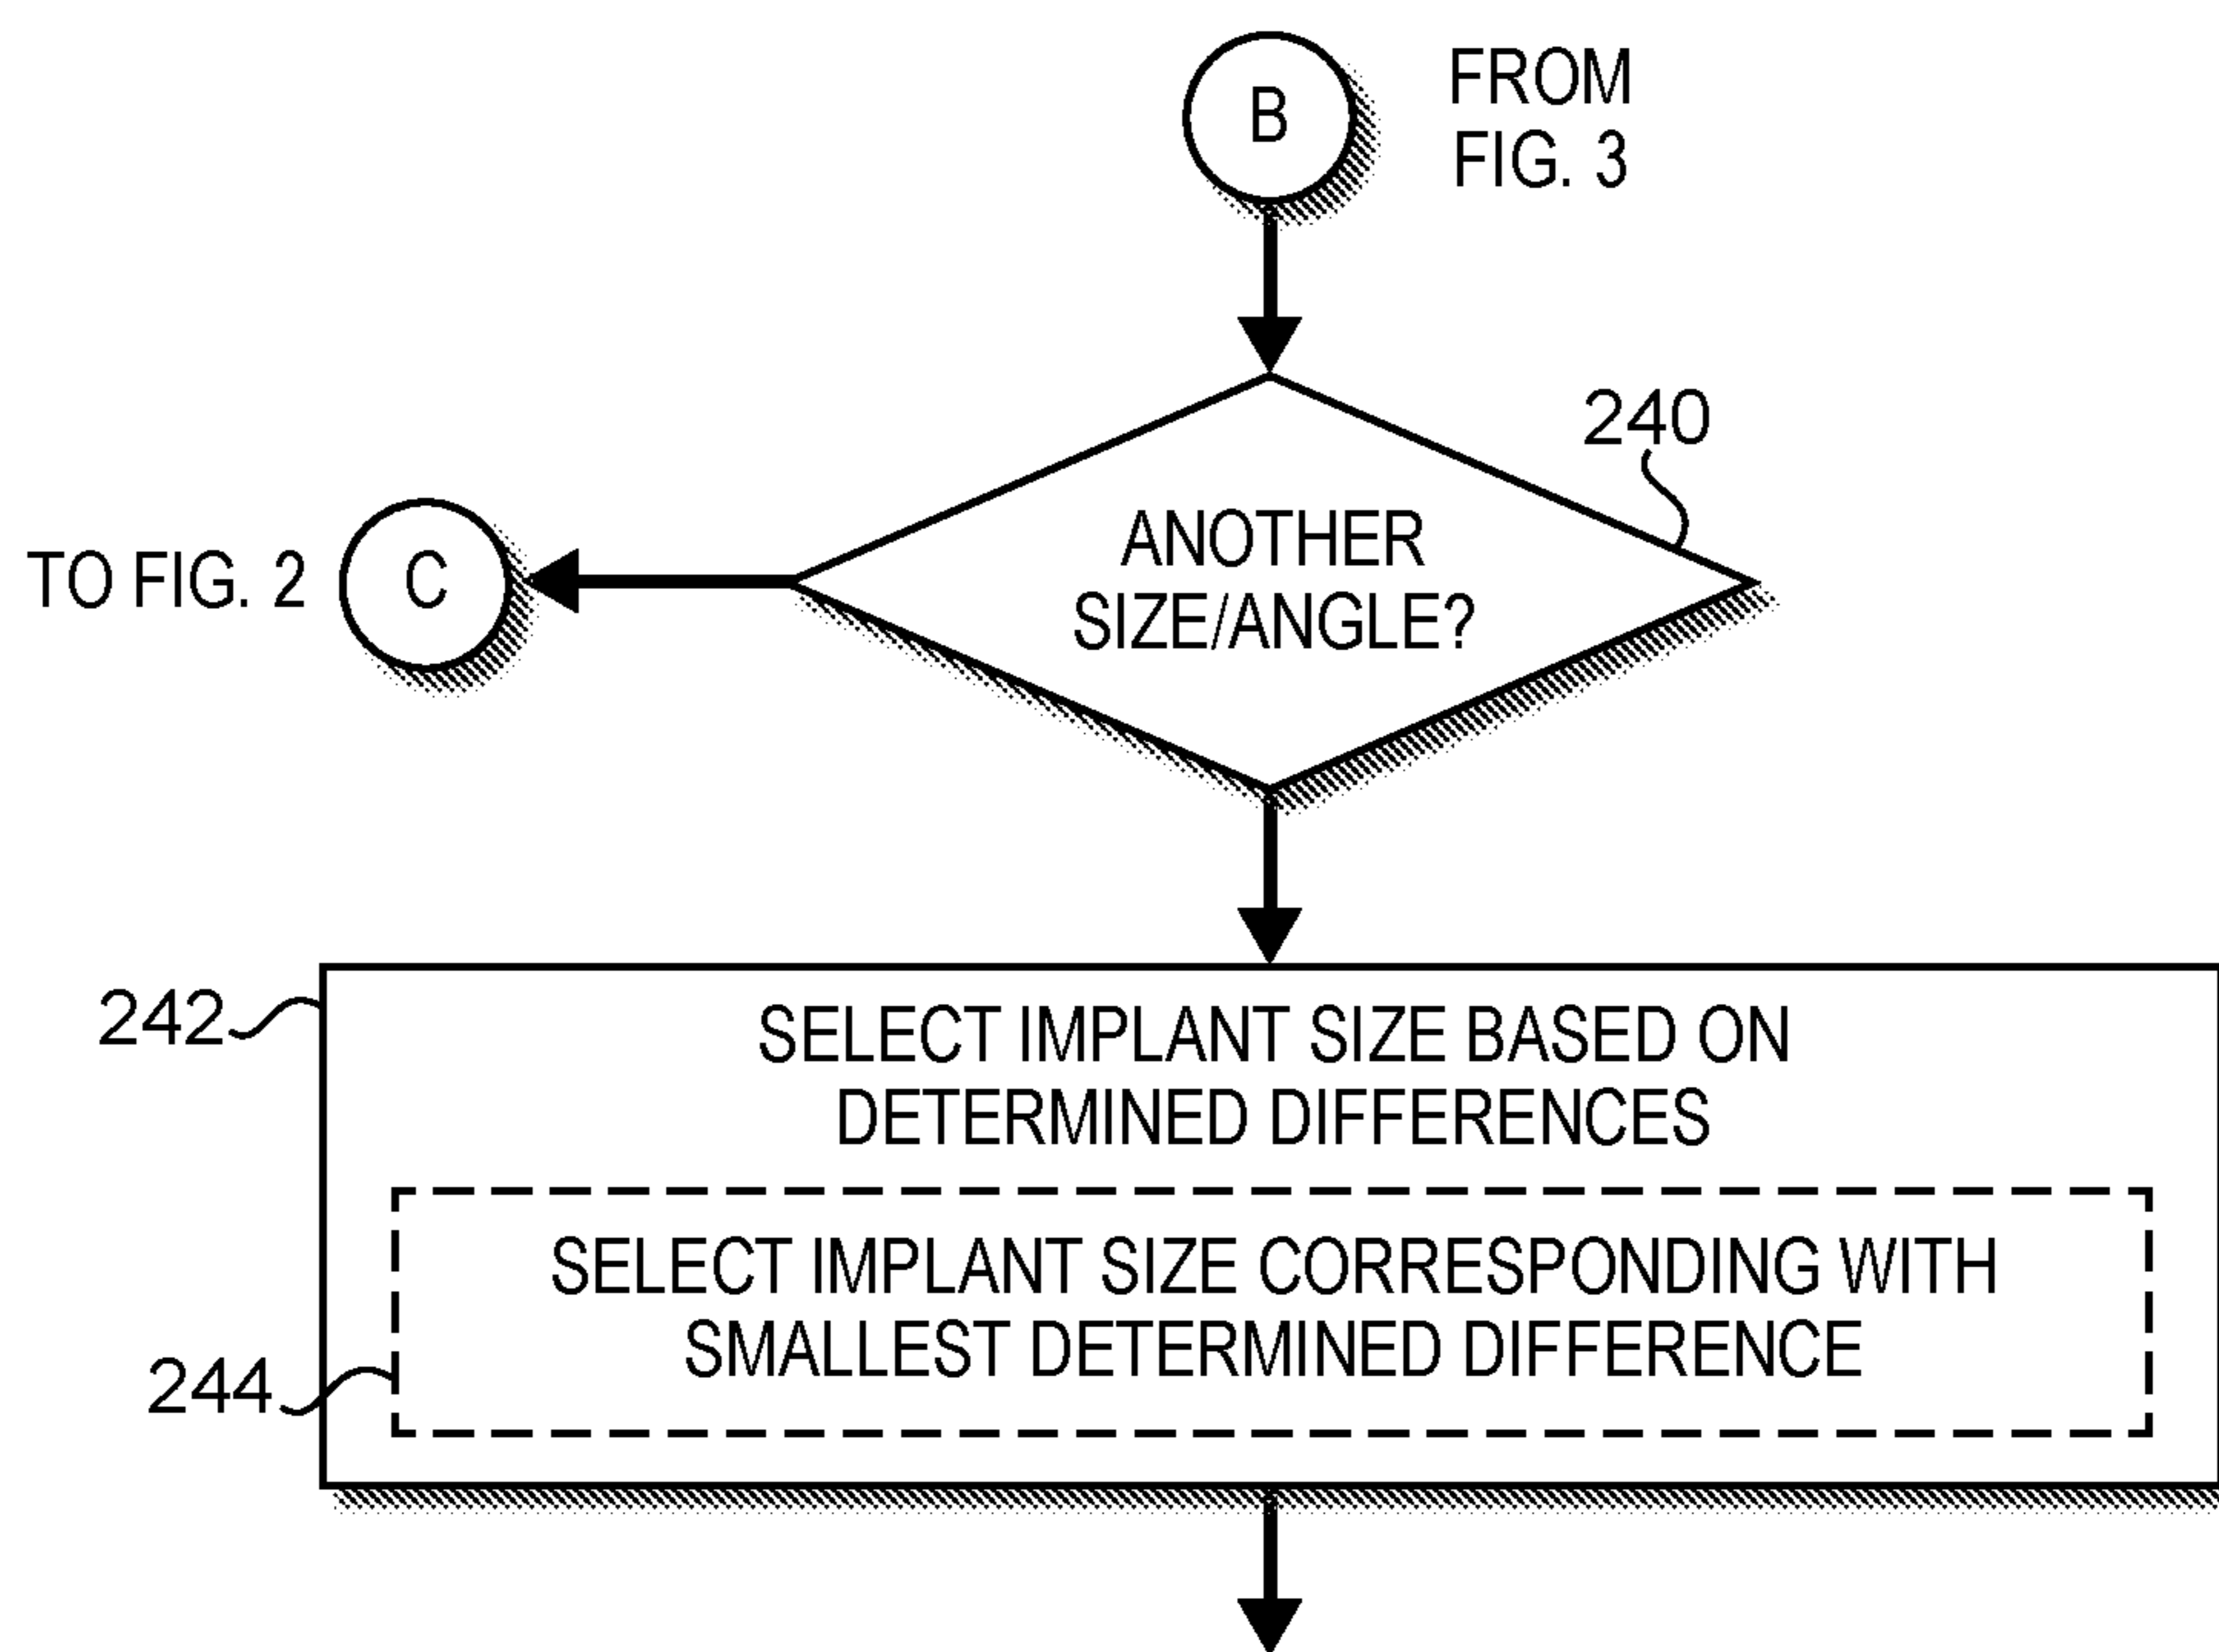 B
FROM
FIG. 3
240
ANOTHER
SIZE/ANGLE?
TO FIG. 2
C
242
SELECT IMPLANT SIZE BASED ON
DETERMINED DIFFERENCES
SELECT IMPLANT SIZE CORRESPONDING WITH
SMALLEST DETERMINED DIFFERENCE
244